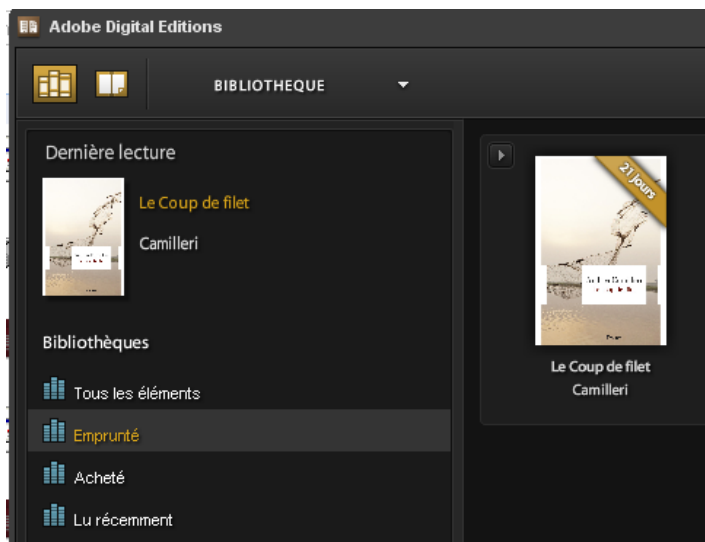 Adobe Digital Editions
BIBLIOTHEQUE
Dernière lecture
Le Coup de filet
Camilleri
Bibliothèques
Tous les éléments
Emprunté
Acheté
Lu récemment
21 Jours
Le Coup de filet
Camilleri